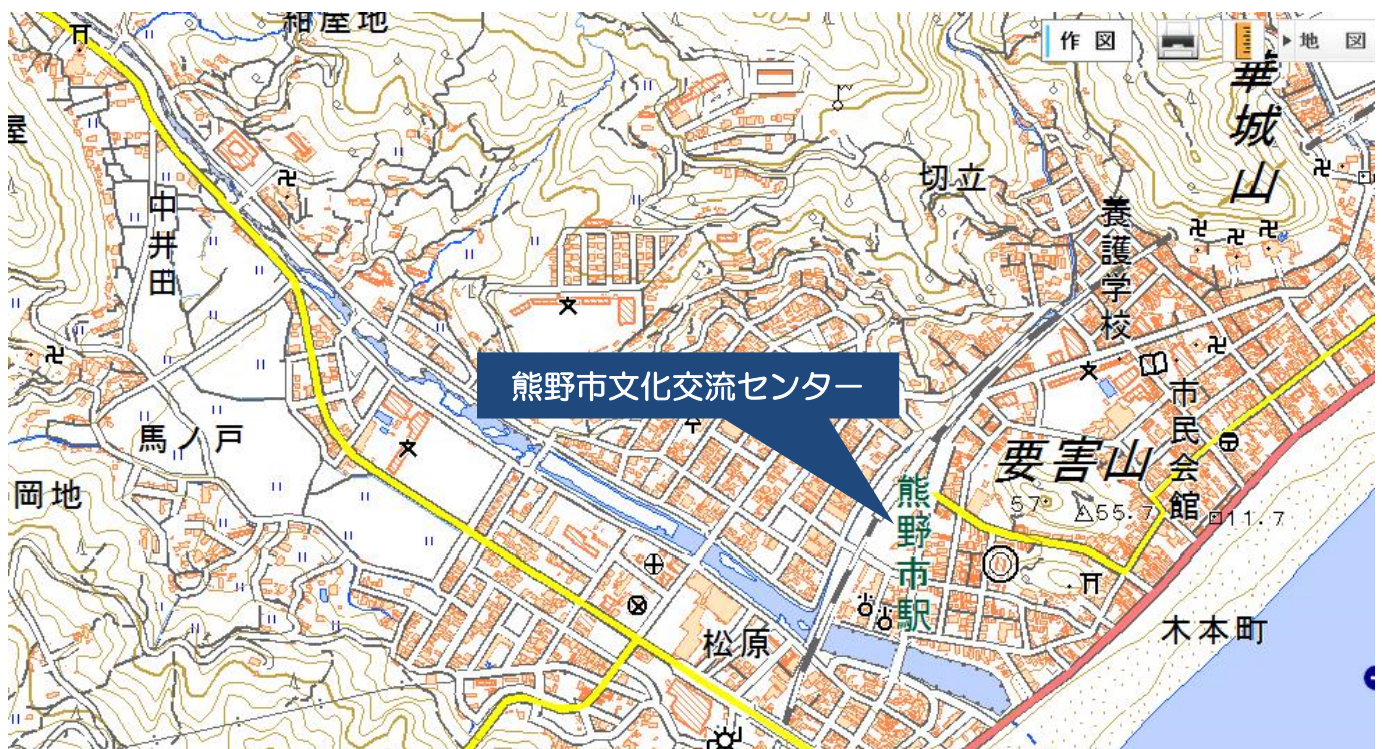 紺屋地
作 図
地 図
華城山
屋
切立
中井田
養護学校
熊野市文化交流センター
馬ノ戸
市民会館
要害山
岡地
熊野市駅
57
55.7
11.7
松原
木本町